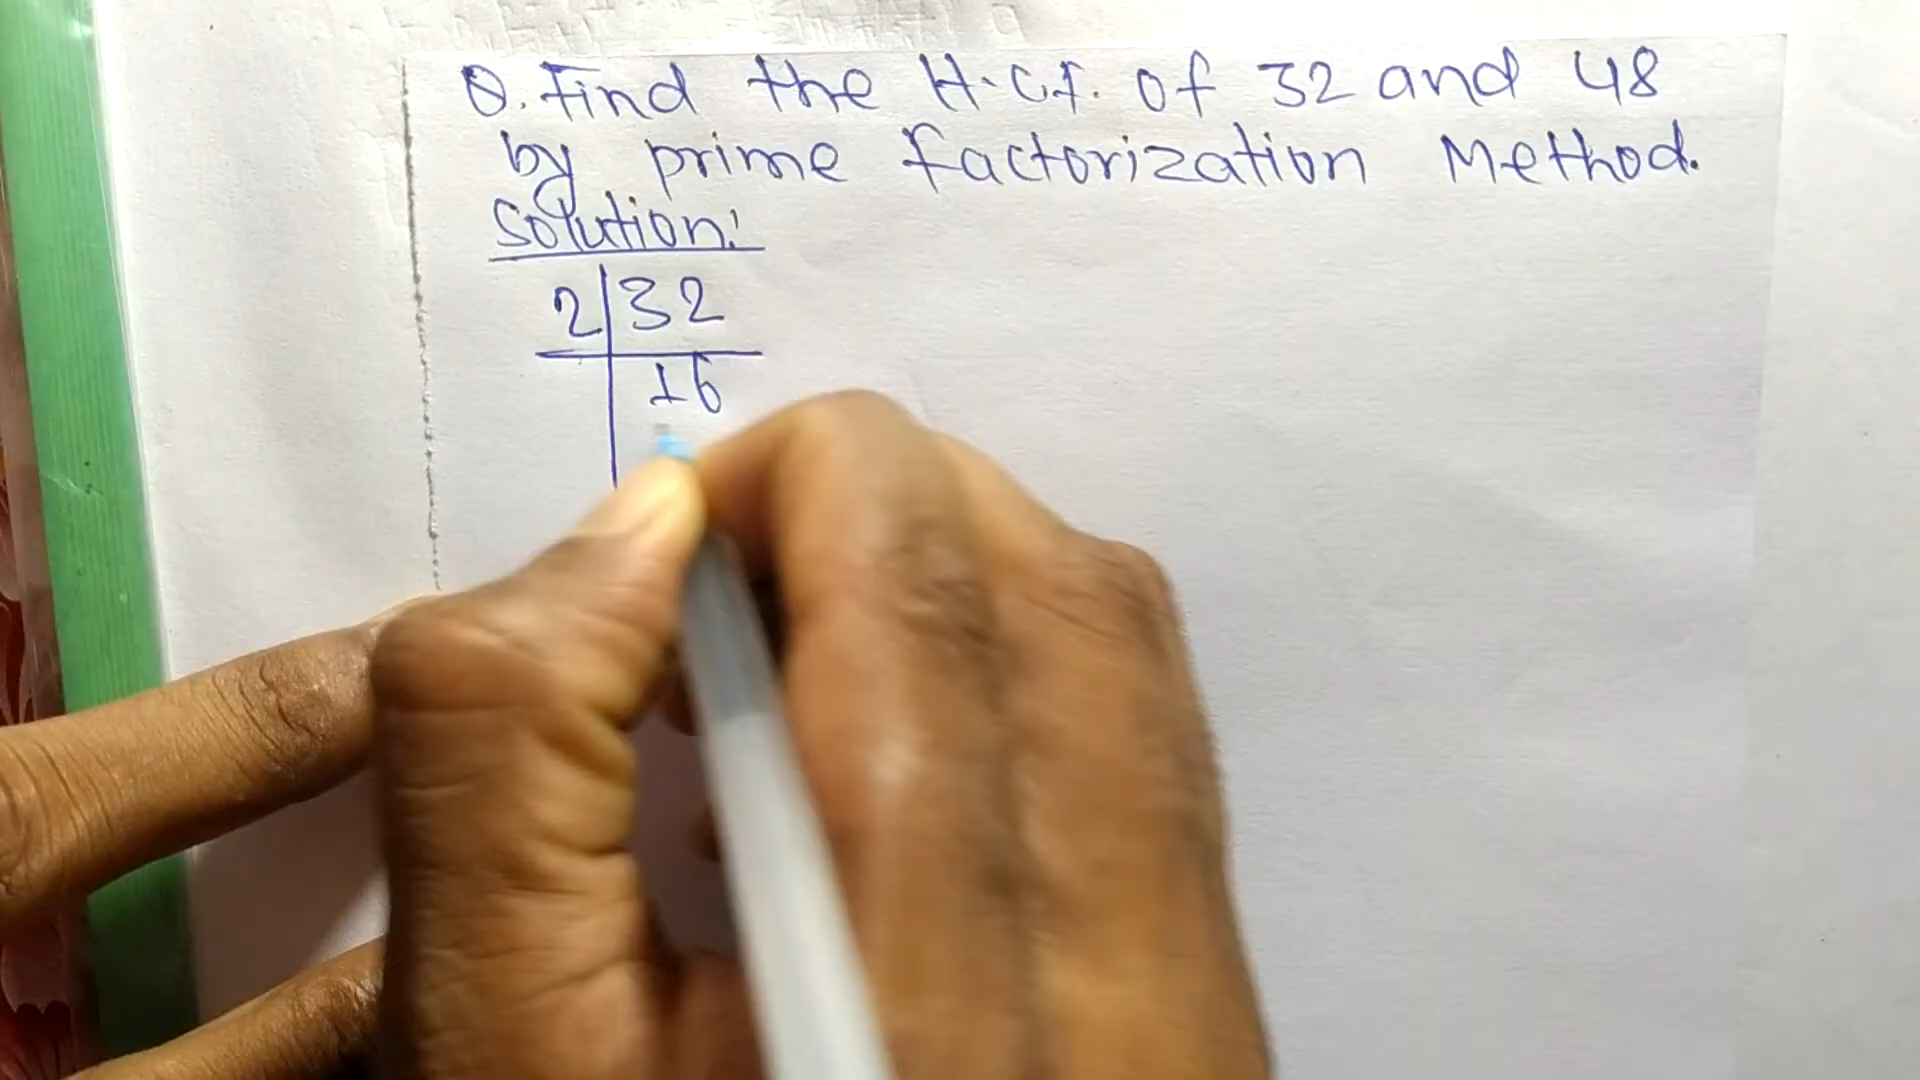 Q. Find the H.C.F. of 32 and 48
by prime factorization Method.
Solution:
2 | 32
16